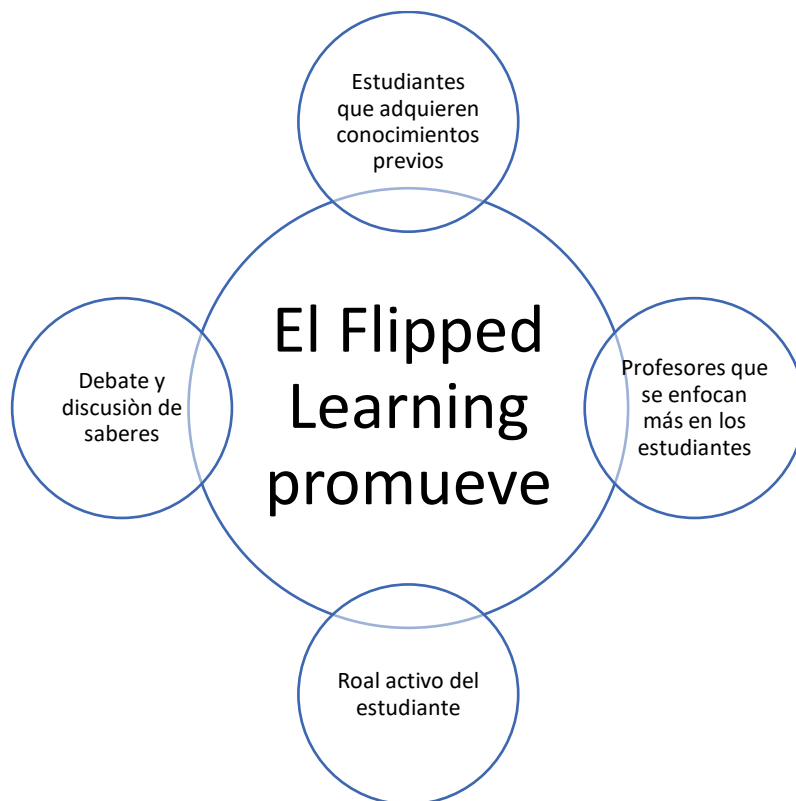 Estudiantes
que adquieren
conocimientos
previos
El Flipped
Learning
promueve
Profesores que
se enfocan
más en los
estudiantes
Roal activo del
estudiante
Debate y
discusiòn de
saberes